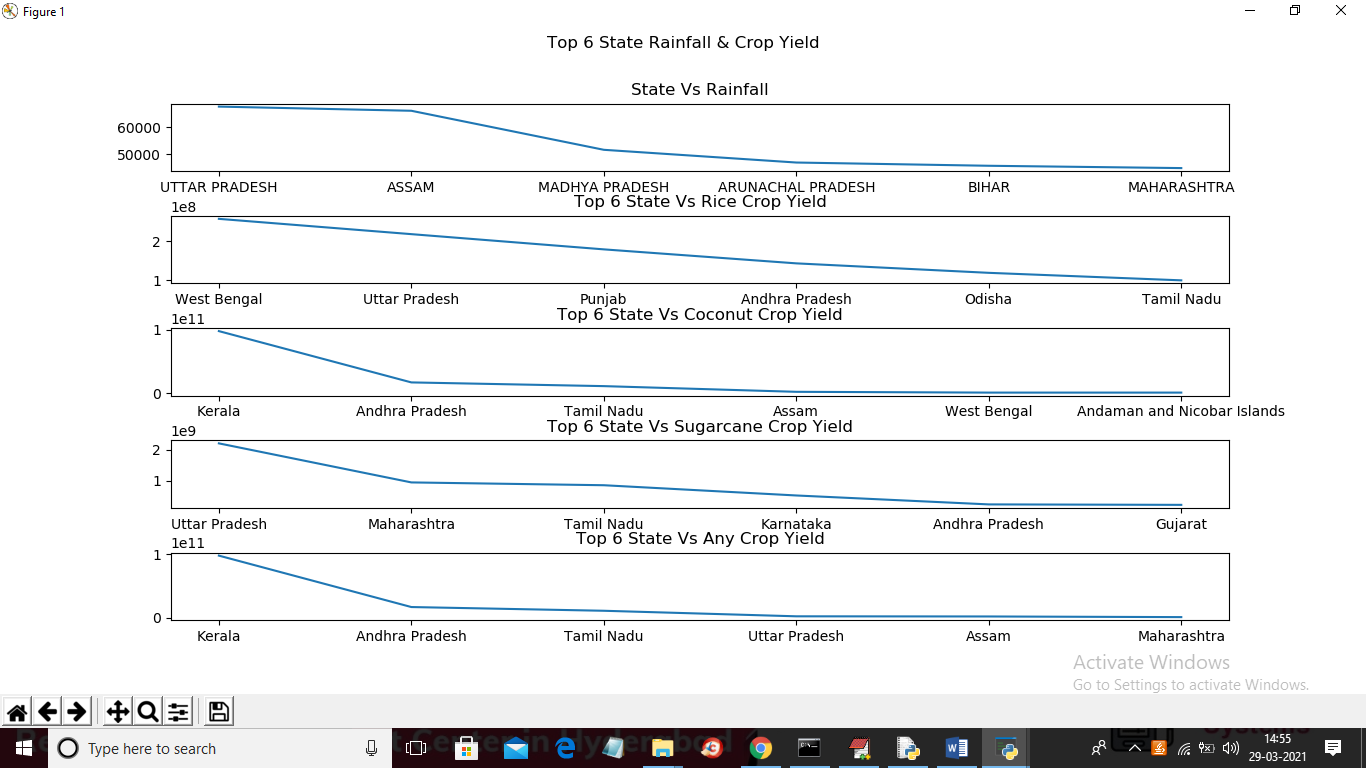 Figure 1
Top 6 State Rainfall & Crop Yield
State Vs Rainfall
60000
50000
UTTAR PRADESH ASSAM MADHYA PRADESH ARUNACHAL PRADESH BIHAR MAHARASHTRA
Top 6 State Vs Rice Crop Yield
1e8
2
1
West Bengal Uttar Pradesh Punjab Andhra Pradesh Odisha Tamil Nadu
Top 6 State Vs Coconut Crop Yield
1e11
1
0
Kerala Andhra Pradesh Tamil Nadu Assam West Bengal Andaman and Nicobar Islands
Top 6 State Vs Sugarcane Crop Yield
1e9
2
1
Uttar Pradesh Maharashtra Tamil Nadu Karnataka Andhra Pradesh Gujarat
Top 6 State Vs Any Crop Yield
1e11
1
0
Kerala Andhra Pradesh Tamil Nadu Uttar Pradesh Assam Maharashtra
Activate Windows
Go to Settings to activate Windows.
Type here to search
14:55
29-03-2021